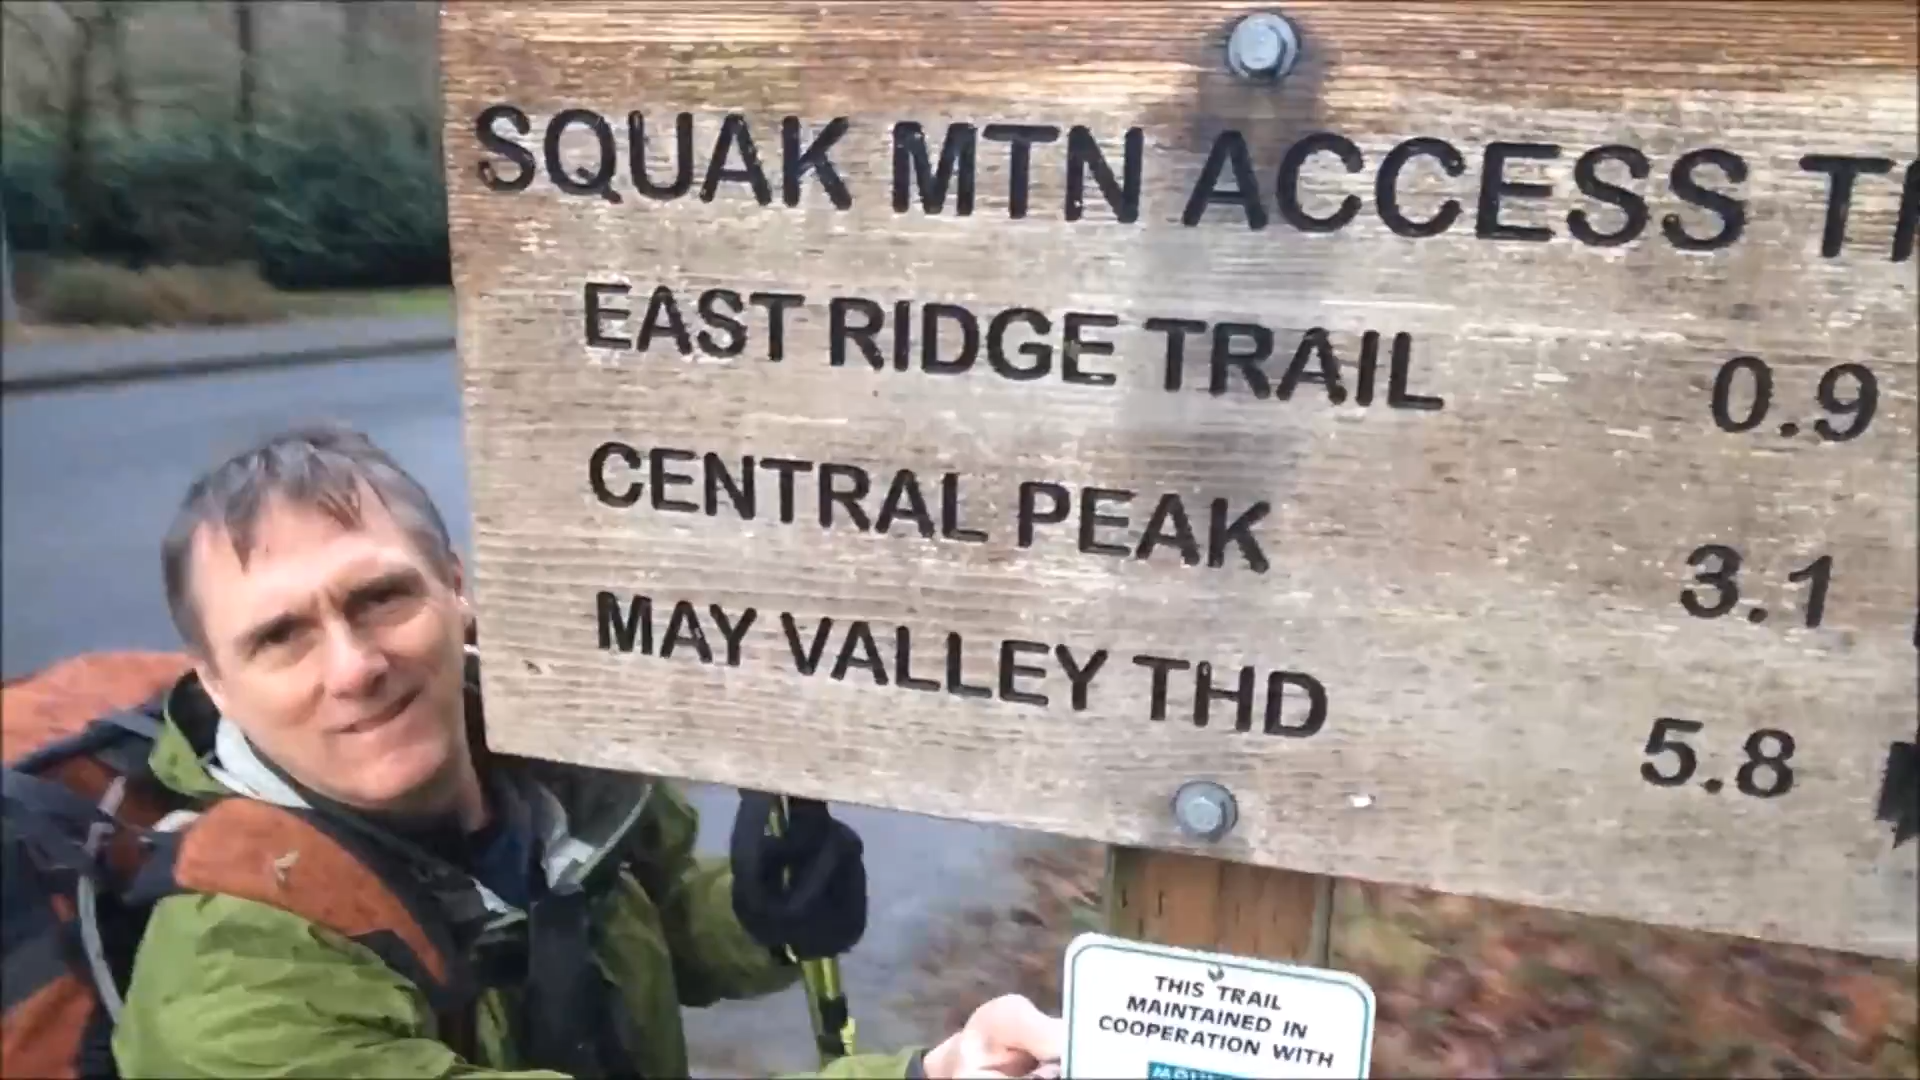 SQUAK MTN ACCESS
EAST RIDGE TRAIL 0.9
CENTRAL PEAK 3.1
MAY VALLEY THD 5.8
THIS TRAIL
MAINTAINED IN
COOPERATION WITH